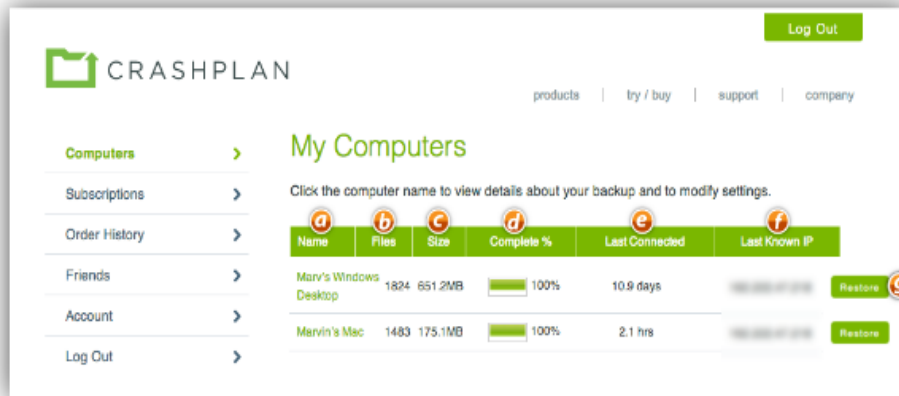 Log Out
CRASHPLAN
products | try / buy | support | company
Computers
Subscriptions
Order History
Friends
Account
Log Out
My Computers
Click the computer name to view details about your backup and to modify settings.
a b c d e f
Name Files Size Complete % Last Connected Last Known IP
Marv's Windows
Desktop 1824 651.2MB 100% 10.9 days Restore g
Marvin's Mac 1483 175.1MB 100% 2.1 hrs Restore